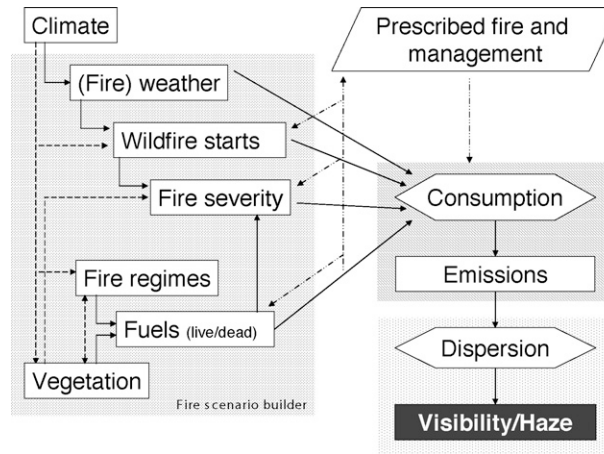 Climate
Prescribed fire and
management
(Fire) weather
Wildfire starts
Fire severity
Consumption
Fire regimes
Emissions
Fuels (live/dead)
Dispersion
Vegetation
Fire scenario builder
Visibility/Haze